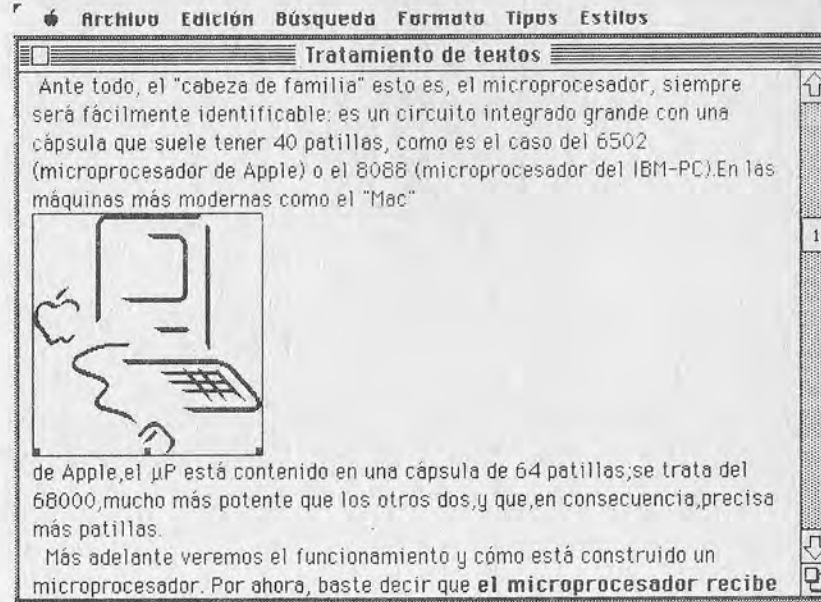 Archivo Edición Búsqueda Formato Tipos Estilos
Tratamiento de textos
Ante todo, el "cabeza de familia" esto es, el microprocesador, siempre
será fácilmente identificable: es un circuito integrado grande con una
cápsula que suele tener 40 patillas, como es el caso del 6502
(microprocesador de Apple) o el 8088 (microprocesador del IBM-PC).En las
máquinas más modernas como el "Mac"
1
de Apple,el µP está contenido en una cápsula de 64 patillas;se trata del
68000,mucho más potente que los otros dos,y que,en consecuencia,precisa
más patillas.
Más adelante veremos el funcionamiento y cómo está construido un
microprocesador. Por ahora, baste decir que el microprocesador recibe